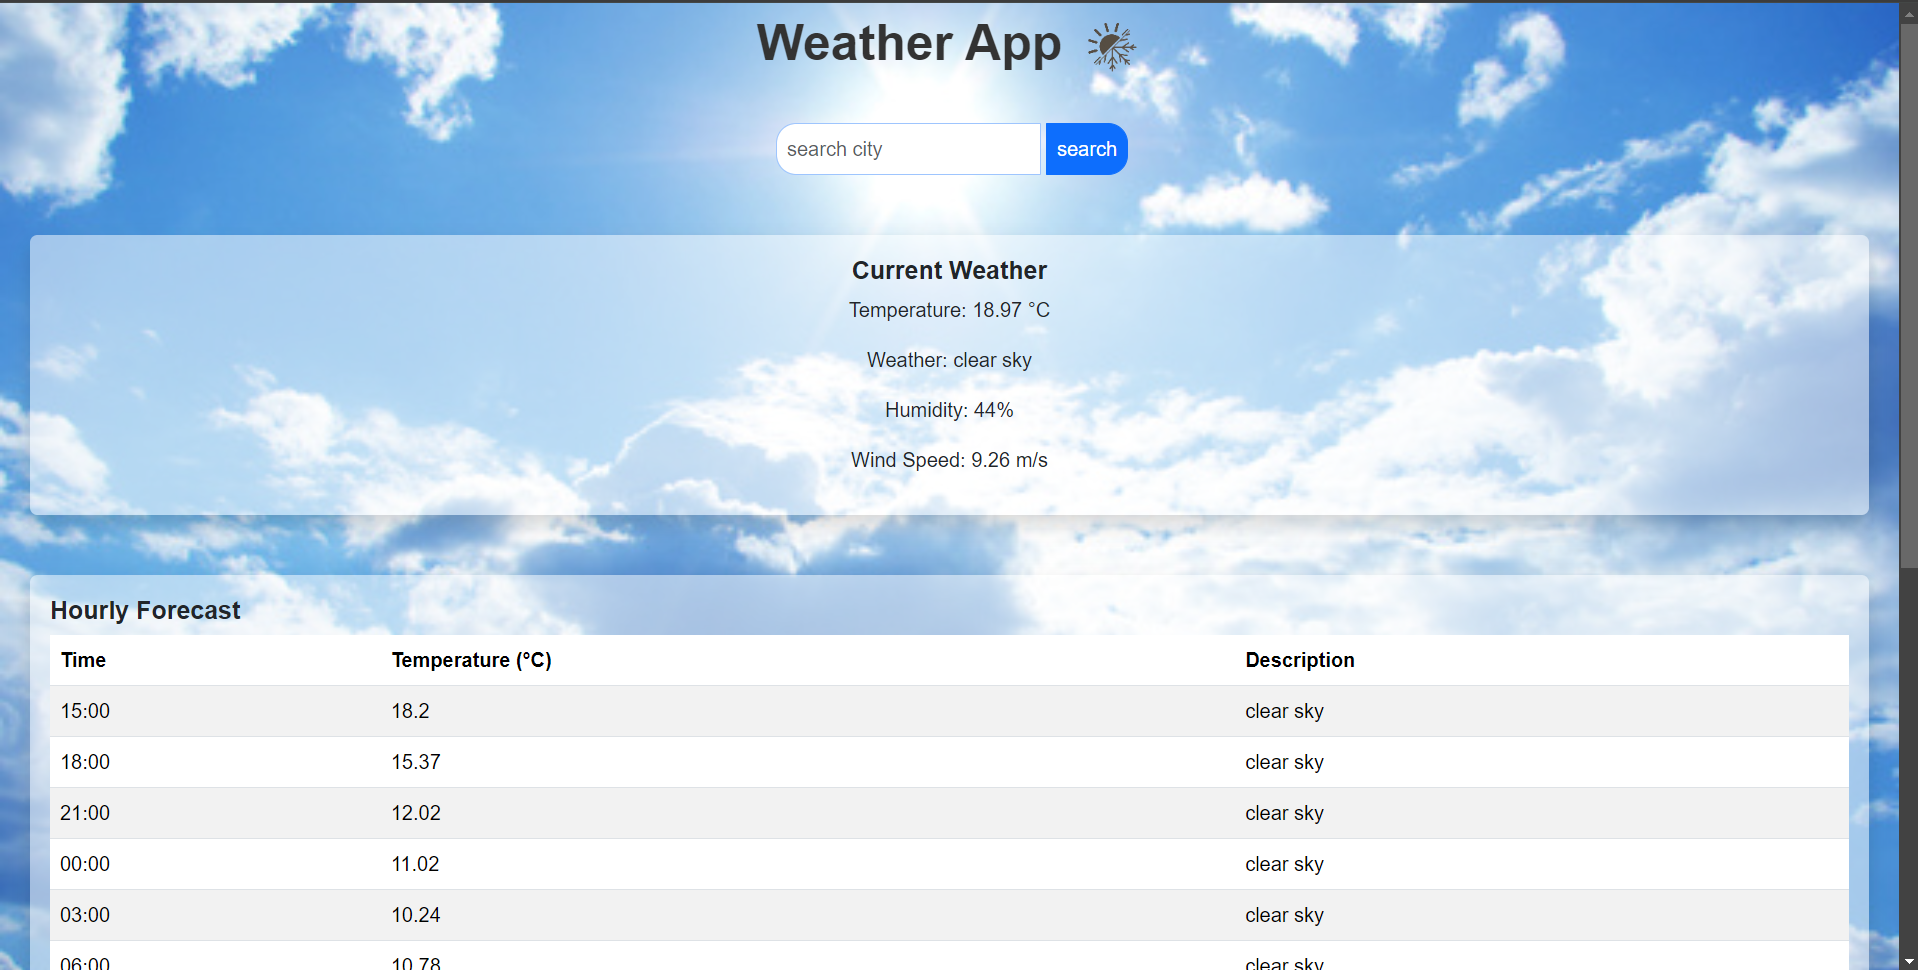 Weather App
search city search
Current Weather
Temperature: 18.97 °C
Weather: clear sky
Humidity: 44%
Wind Speed: 9.26 m/s
Hourly Forecast
Time Temperature (°C) Description
15:00 18.2 clear sky
18:00 15.37 clear sky
21:00 12.02 clear sky
00:00 11.02 clear sky
03:00 10.24 clear sky
06:00 10.78 clear sky